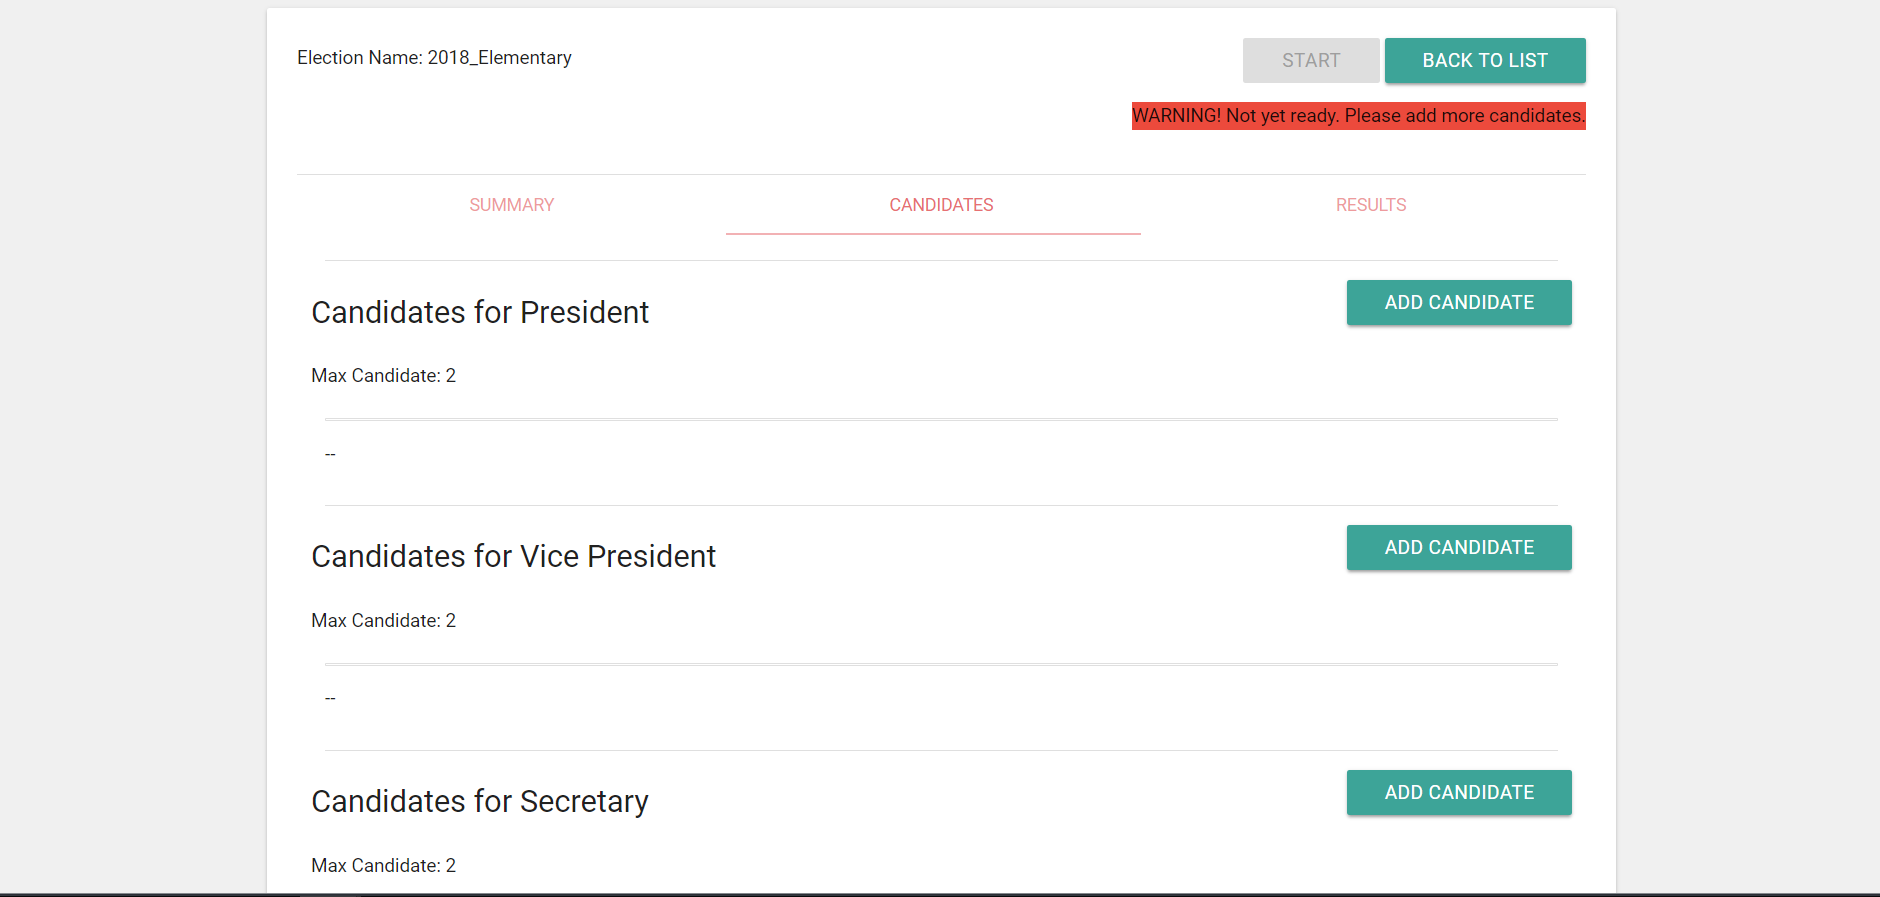 Election Name: 2018_Elementary
START
BACK TO LIST
WARNING! Not yet ready. Please add more candidates.
SUMMARY
CANDIDATES
RESULTS
Candidates for President
ADD CANDIDATE
Max Candidate: 2
--
Candidates for Vice President
ADD CANDIDATE
Max Candidate: 2
--
Candidates for Secretary
ADD CANDIDATE
Max Candidate: 2